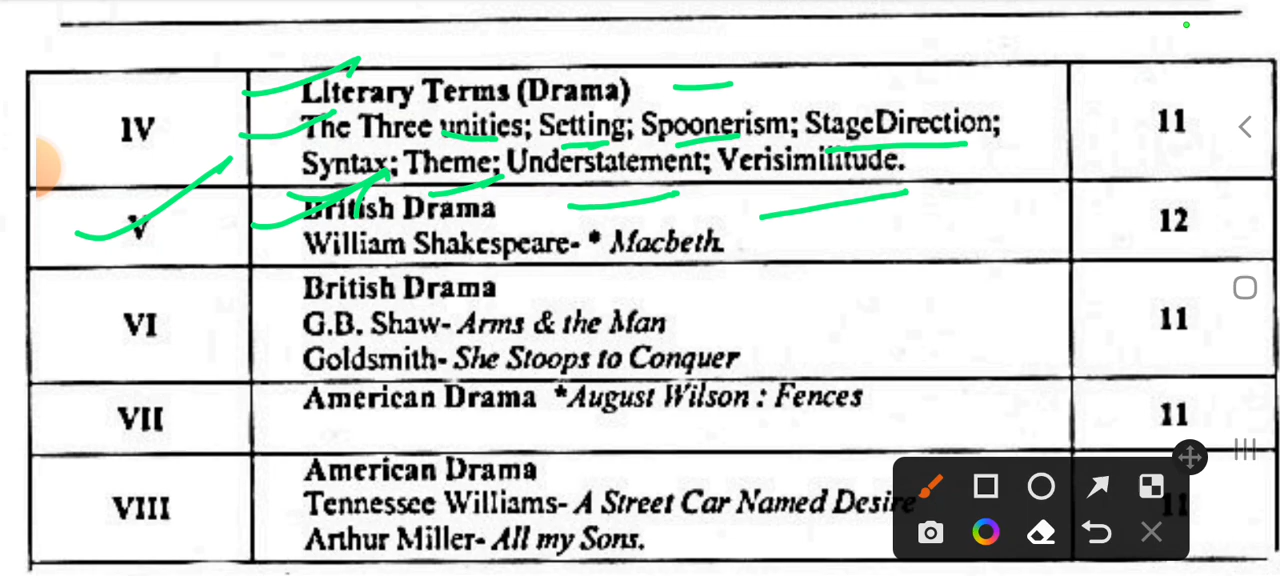 IV
Literary Terms (Drama)
The Three unities; Setting; Spoonerism; StageDirection;
Syntax; Theme; Understatement; Verisimilitude.
11
V
British Drama
William Shakespeare- * Macbeth.
12
VI
British Drama
G.B. Shaw- Arms & the Man
Goldsmith- She Stoops to Conquer
11
VII
American Drama *August Wilson : Fences
11
VIII
American Drama
Tennessee Williams- A Street Car Named Desire
Arthur Miller- All my Sons.
11